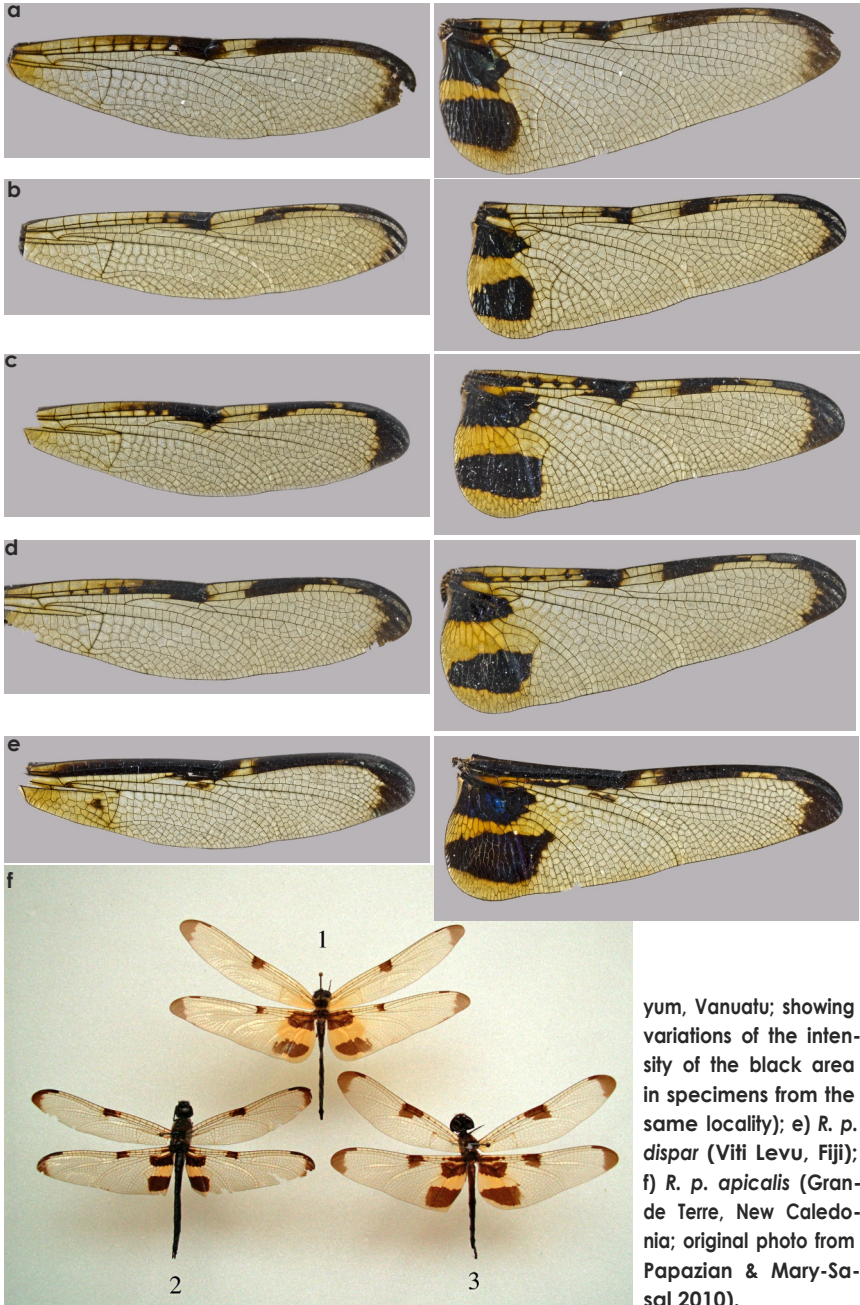 a
b
c
d
e
f
1
2
3
yum, Vanuatu; showing
variations of the inten-
sity of the black area
in specimens from the
same locality); e) R. p.
dispar (Viti Levu, Fiji);
f) R. p. apicalis (Gran-
de Terre, New Caledo-
nia; original photo from
Papazian & Mary-Sa-
sal 2010).